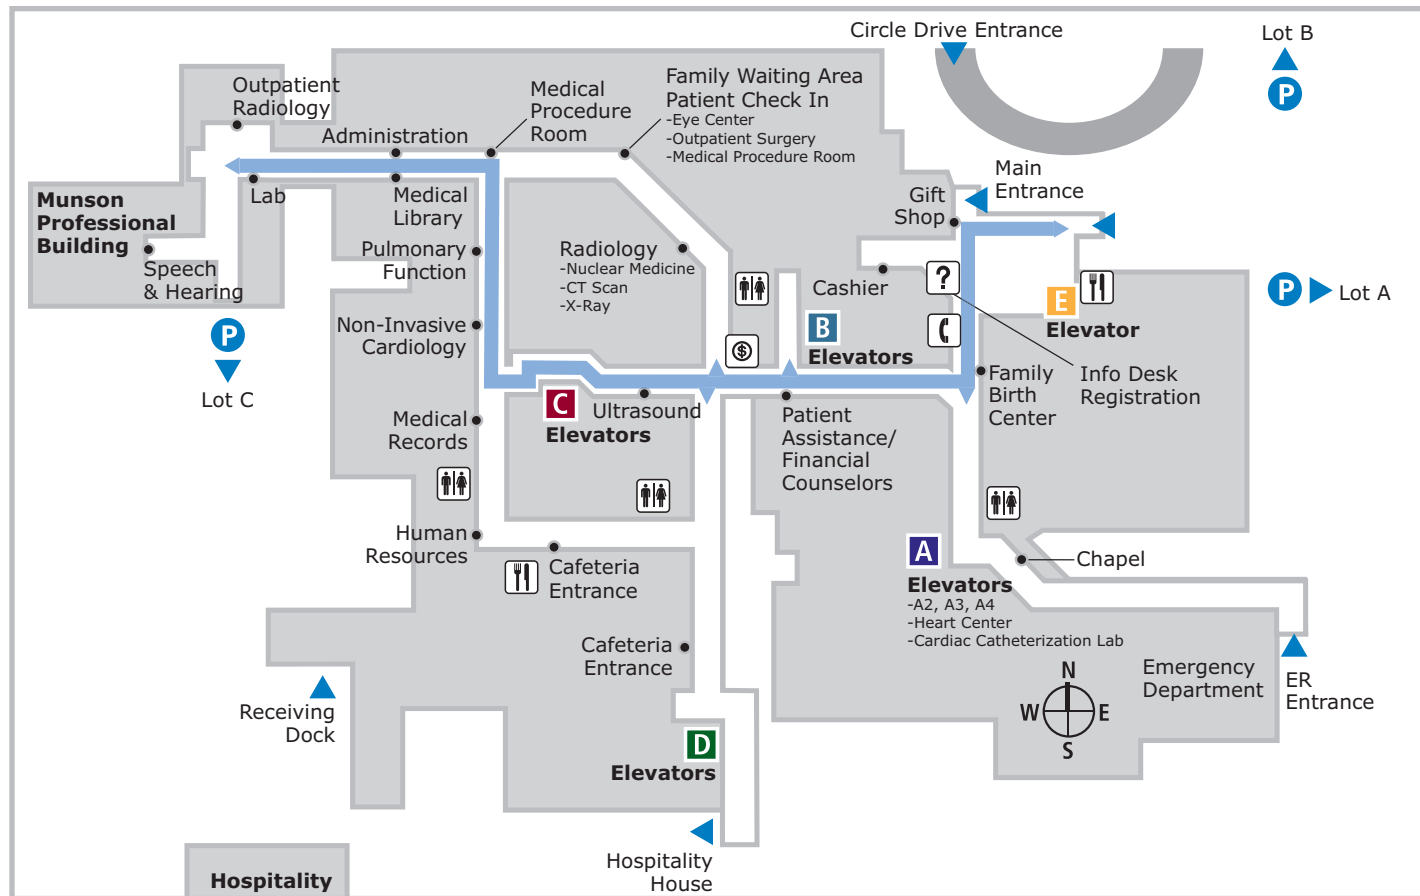 Circle Drive Entrance
Lot B
P
Outpatient
Radiology
Medical
Procedure
Room
Family Waiting Area
Patient Check In
-Eye Center
-Outpatient Surgery
-Medical Procedure Room
Administration
Main
Entrance
Munson
Professional
Building
Lab
Medical
Library
Gift
Shop
Speech
& Hearing
Pulmonary
Function
Radiology
-Nuclear Medicine
-CT Scan
-X-Ray
Cashier
?
P
Lot A
$
B
Elevators
E
Elevator
P
Lot C
Non-Invasive
Cardiology
Info Desk
Registration
Family
Birth
Center
C
Elevators
Ultrasound
Patient
Assistance/
Financial
Counselors
Medical
Records
Human
Resources
Cafeteria
Entrance
A
Elevators
-A2, A3, A4
-Heart Center
-Cardiac Catheterization Lab
Chapel
Cafeteria
Entrance
Emergency
Department
ER
Entrance
N
W
E
S
Receiving
Dock
D
Elevators
Hospitality
House
Hospitality